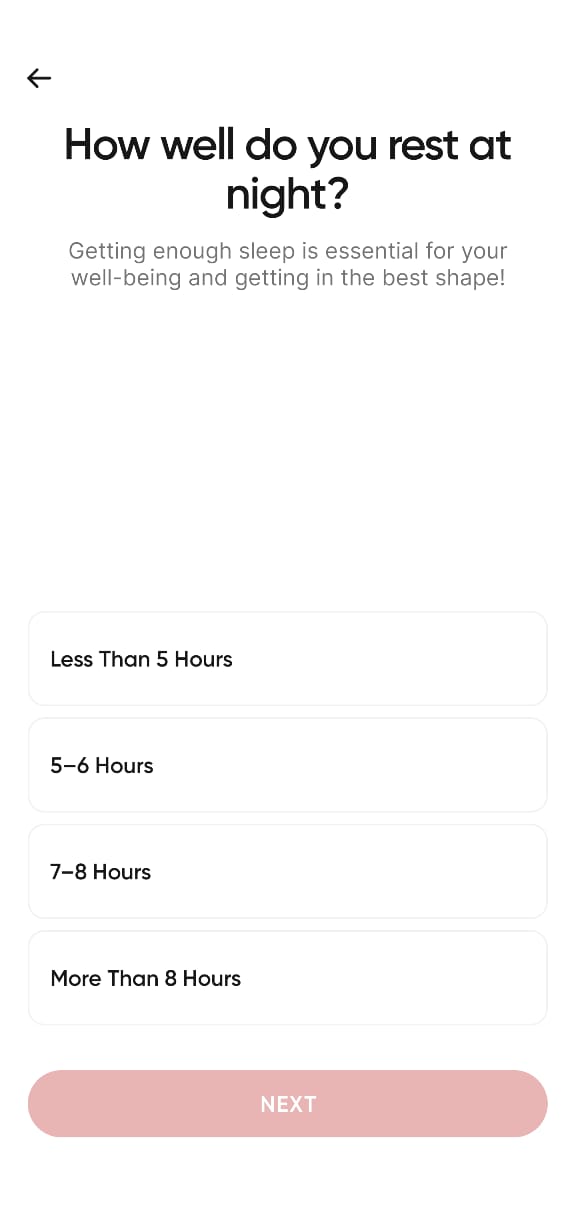 How well do you rest at
night?
Getting enough sleep is essential for your
well-being and getting in the best shape!
Less Than 5 Hours
5–6 Hours
7–8 Hours
More Than 8 Hours
NEXT